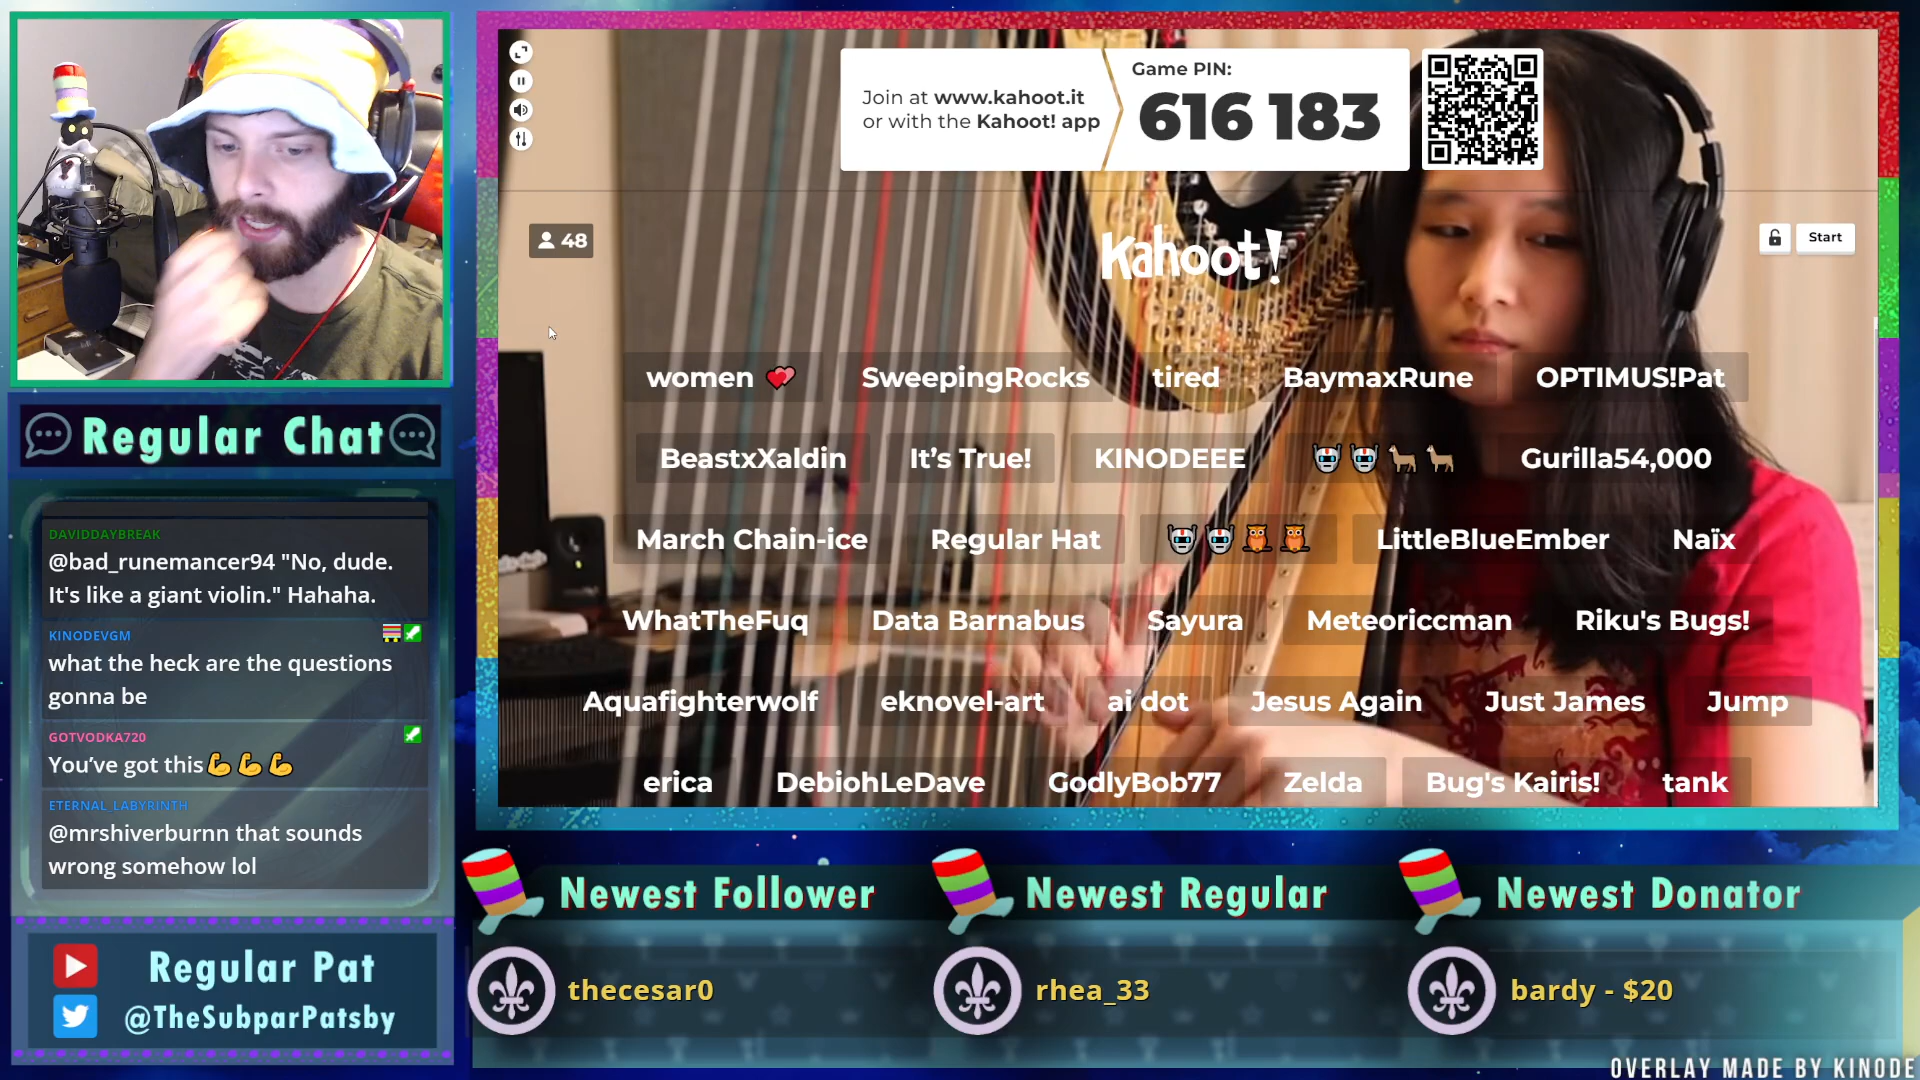 Join at www.kahoot.it
or with the Kahoot! app
Game PIN:
616 183
48
Kahoot!
Start
women
SweepingRocks
tired
BaymaxRune
OPTIMUS!Pat
BeastxXaldin
It's True!
KINODEEE
Gurilla54,000
March Chain-ice
Regular Hat
LittleBlueEmber
Naïx
WhatTheFuq
Data Barnabus
Sayura
Meteoriccman
Riku's Bugs!
Aquafighterwolf
eknovel-art
ai dot
Jesus Again
Just James
Jump
erica
DebiohLeDave
GodlyBob77
Zelda
Bug's Kairis!
tank
Regular Chat
DAVIDDAYBREAK
@bad_runemancer94 "No, dude.
It's like a giant violin." Hahaha.
KINODEVGM
what the heck are the questions
gonna be
GOTVODKA720
You've got this💪💪💪
ETERNAL_LABYRINTH
@mrshiverburnn that sounds
wrong somehow lol
Regular Pat
@TheSubparPatsby
Newest Follower
thecesar0
Newest Regular
rhea_33
Newest Donator
bardy - $20
OVERLAY MADE BY KINODE